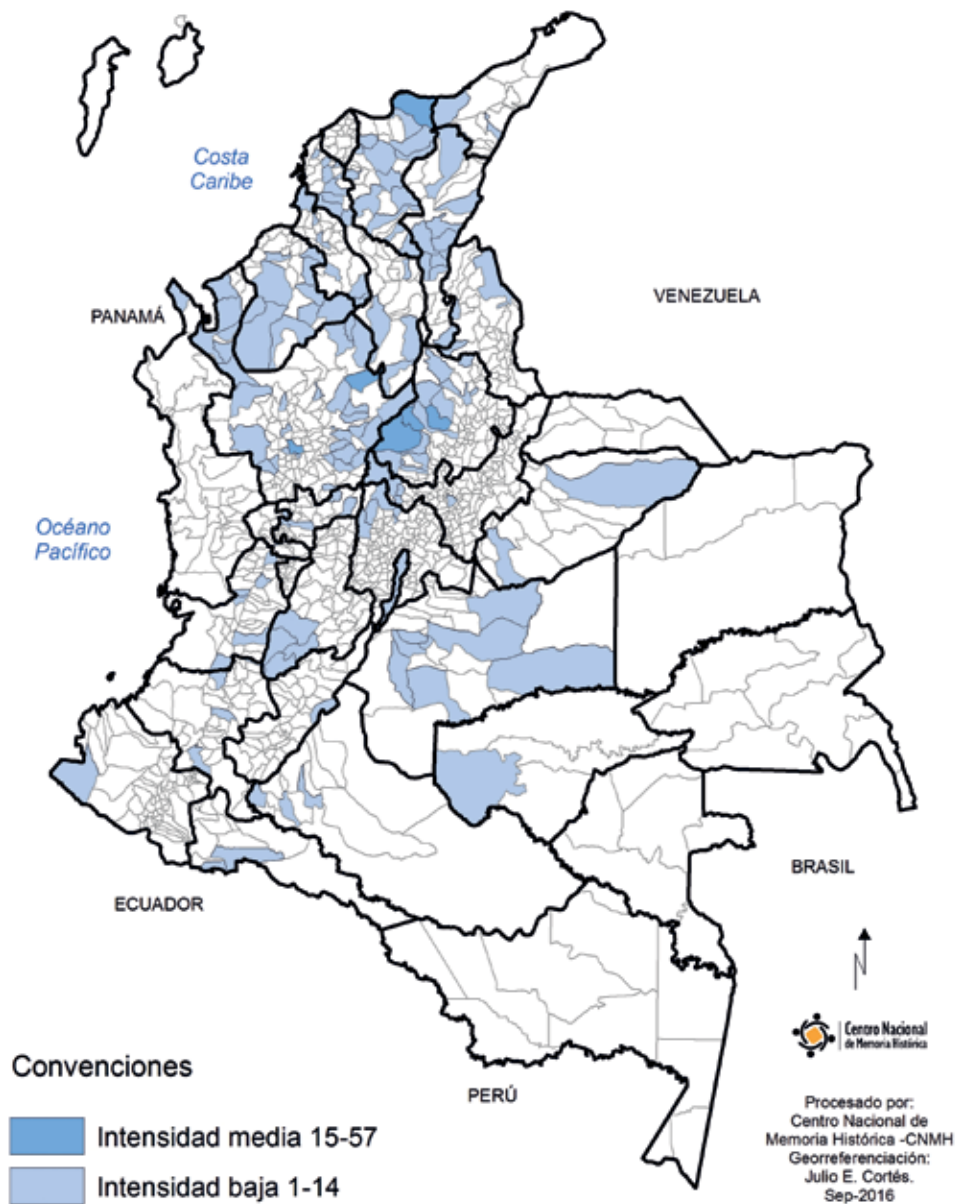 Costa
Caribe
PANAMÁ
VENEZUELA
Océano
Pacífico
ECUADOR
BRASIL
PERÚ
Centro Nacional
de Memoria Histórica
Convenciones
Intensidad media 15-57
Intensidad baja 1-14
Procesado por:
Centro Nacional de
Memoria Histórica -CNMH
Georreferenciación:
Julio E. Cortés.
Sep-2016